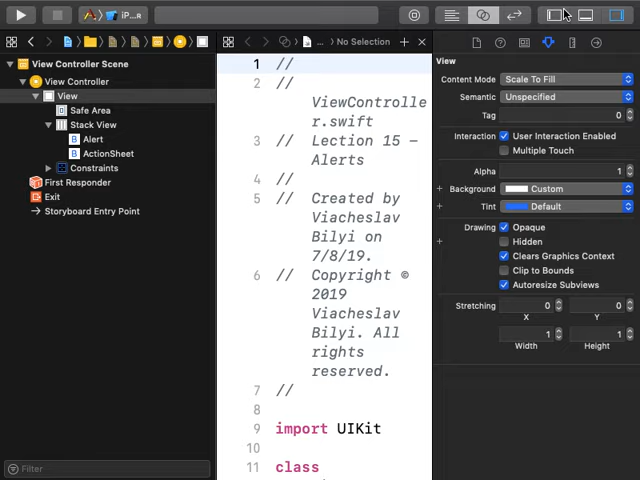 iP...R
... No Selection
View Controller Scene
View Controller
View
Safe Area
Stack View
B Alert
B ActionSheet
Constraints
First Responder
Exit
Storyboard Entry Point
Filter
1 //
2 //
ViewControlle
r.swift
3 // Lection 15 -
Alerts
4 //
5 // Created by
Viacheslav
Bilyi on
7/8/19.
6 // Copyright ©
2019
Viacheslav
Bilyi. All
rights
reserved.
7 //
8
9 import UIKit
10
11 class
View
Content Mode Scale To Fill
Semantic Unspecified
Tag 0
Interaction User Interaction Enabled
Multiple Touch
Alpha 1
Background Custom
Tint Default
Drawing Opaque
Hidden
Clears Graphics Context
Clip to Bounds
Autoresize Subviews
Stretching 0 0
X Y
1 1
Width Height